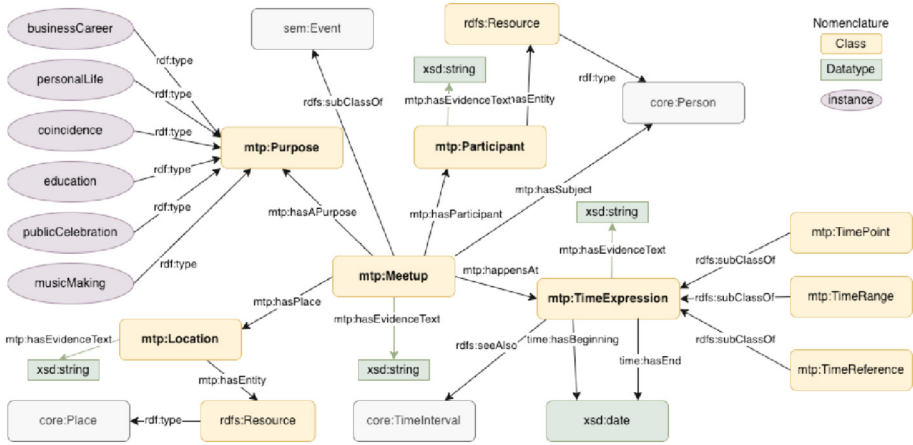 businessCareer
sem:Event
rdfs:Resource
Nomenclature
Class
Datatype
instance
rdf:type
personalLife
rdf:type
xsd:string
rdf:type
rdfs:subClassOf
mtp:hasEvidenceText
hasEntity
core:Person
coincidence
rdf:type
mtp:Purpose
mtp:Participant
education
rdf:type
mtp:hasSubject
rdf:type
mtp:hasAPurpose
mtp:hasParticipant
xsd:string
publicCelebration
mtp:TimePoint
mtp:hasEvidenceText
rdf:type
rdfs:subClassOf
musicMaking
mtp:Meetup
mtp:happensAt
mtp:TimeExpression
rdfs:subClassOf
mtp:TimeRange
mtp:hasPlace
mtp:hasEvidenceText
mtp:hasEvidenceText
mtp:Location
rdfs:seeAlso
time:hasBeginning
rdfs:subClassOf
time:hasEnd
xsd:string
mtp:hasEntity
xsd:string
mtp:TimeReference
core:Place
rdf:type
rdfs:Resource
core:TimeInterval
xsd:date